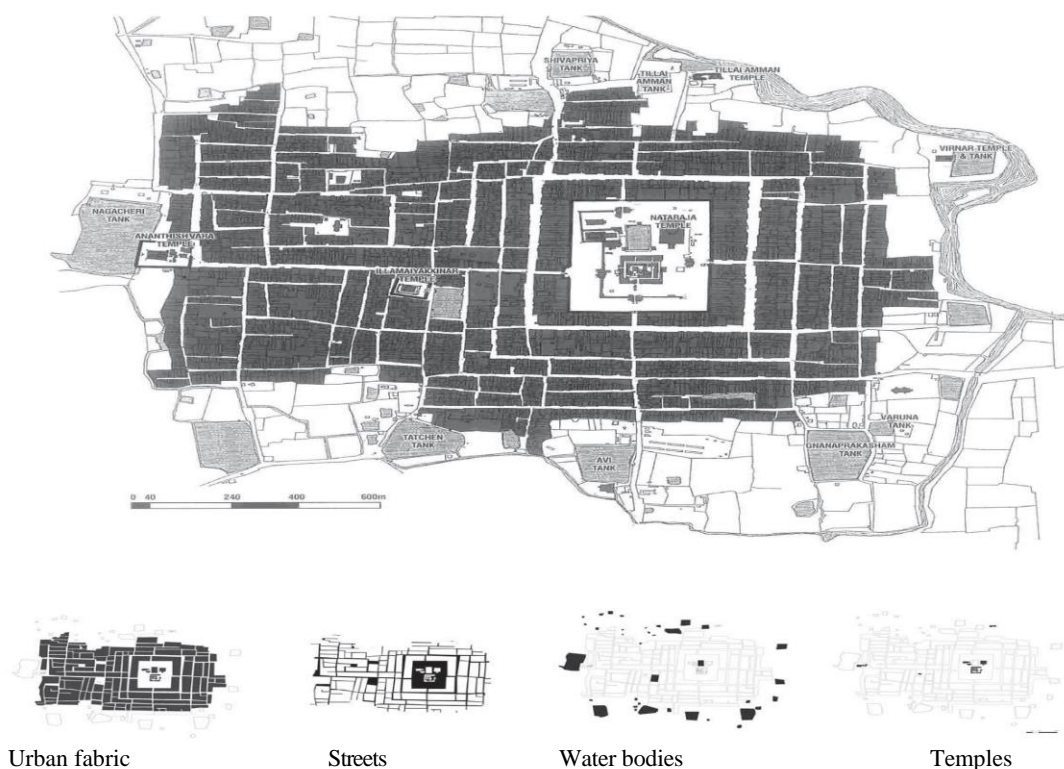 SHIVAPRIYA
TANK
TILLAI
AMMAN
TANK
TILLAI AMMAN
TEMPLE
VIRNAR TEMPLE
& TANK
NAGACHERI
TANK
ANANTHISHVARA
TEMPLE
NATARAJA
TEMPLE
ILLAMAIYAKKINAR
TEMPLE
TATCHEN
TANK
AVI
TANK
VARUNA
TANK
GNANAPRAKASHAM
TANK
0 40 240 400 600m
Urban fabric Streets Water bodies Temples